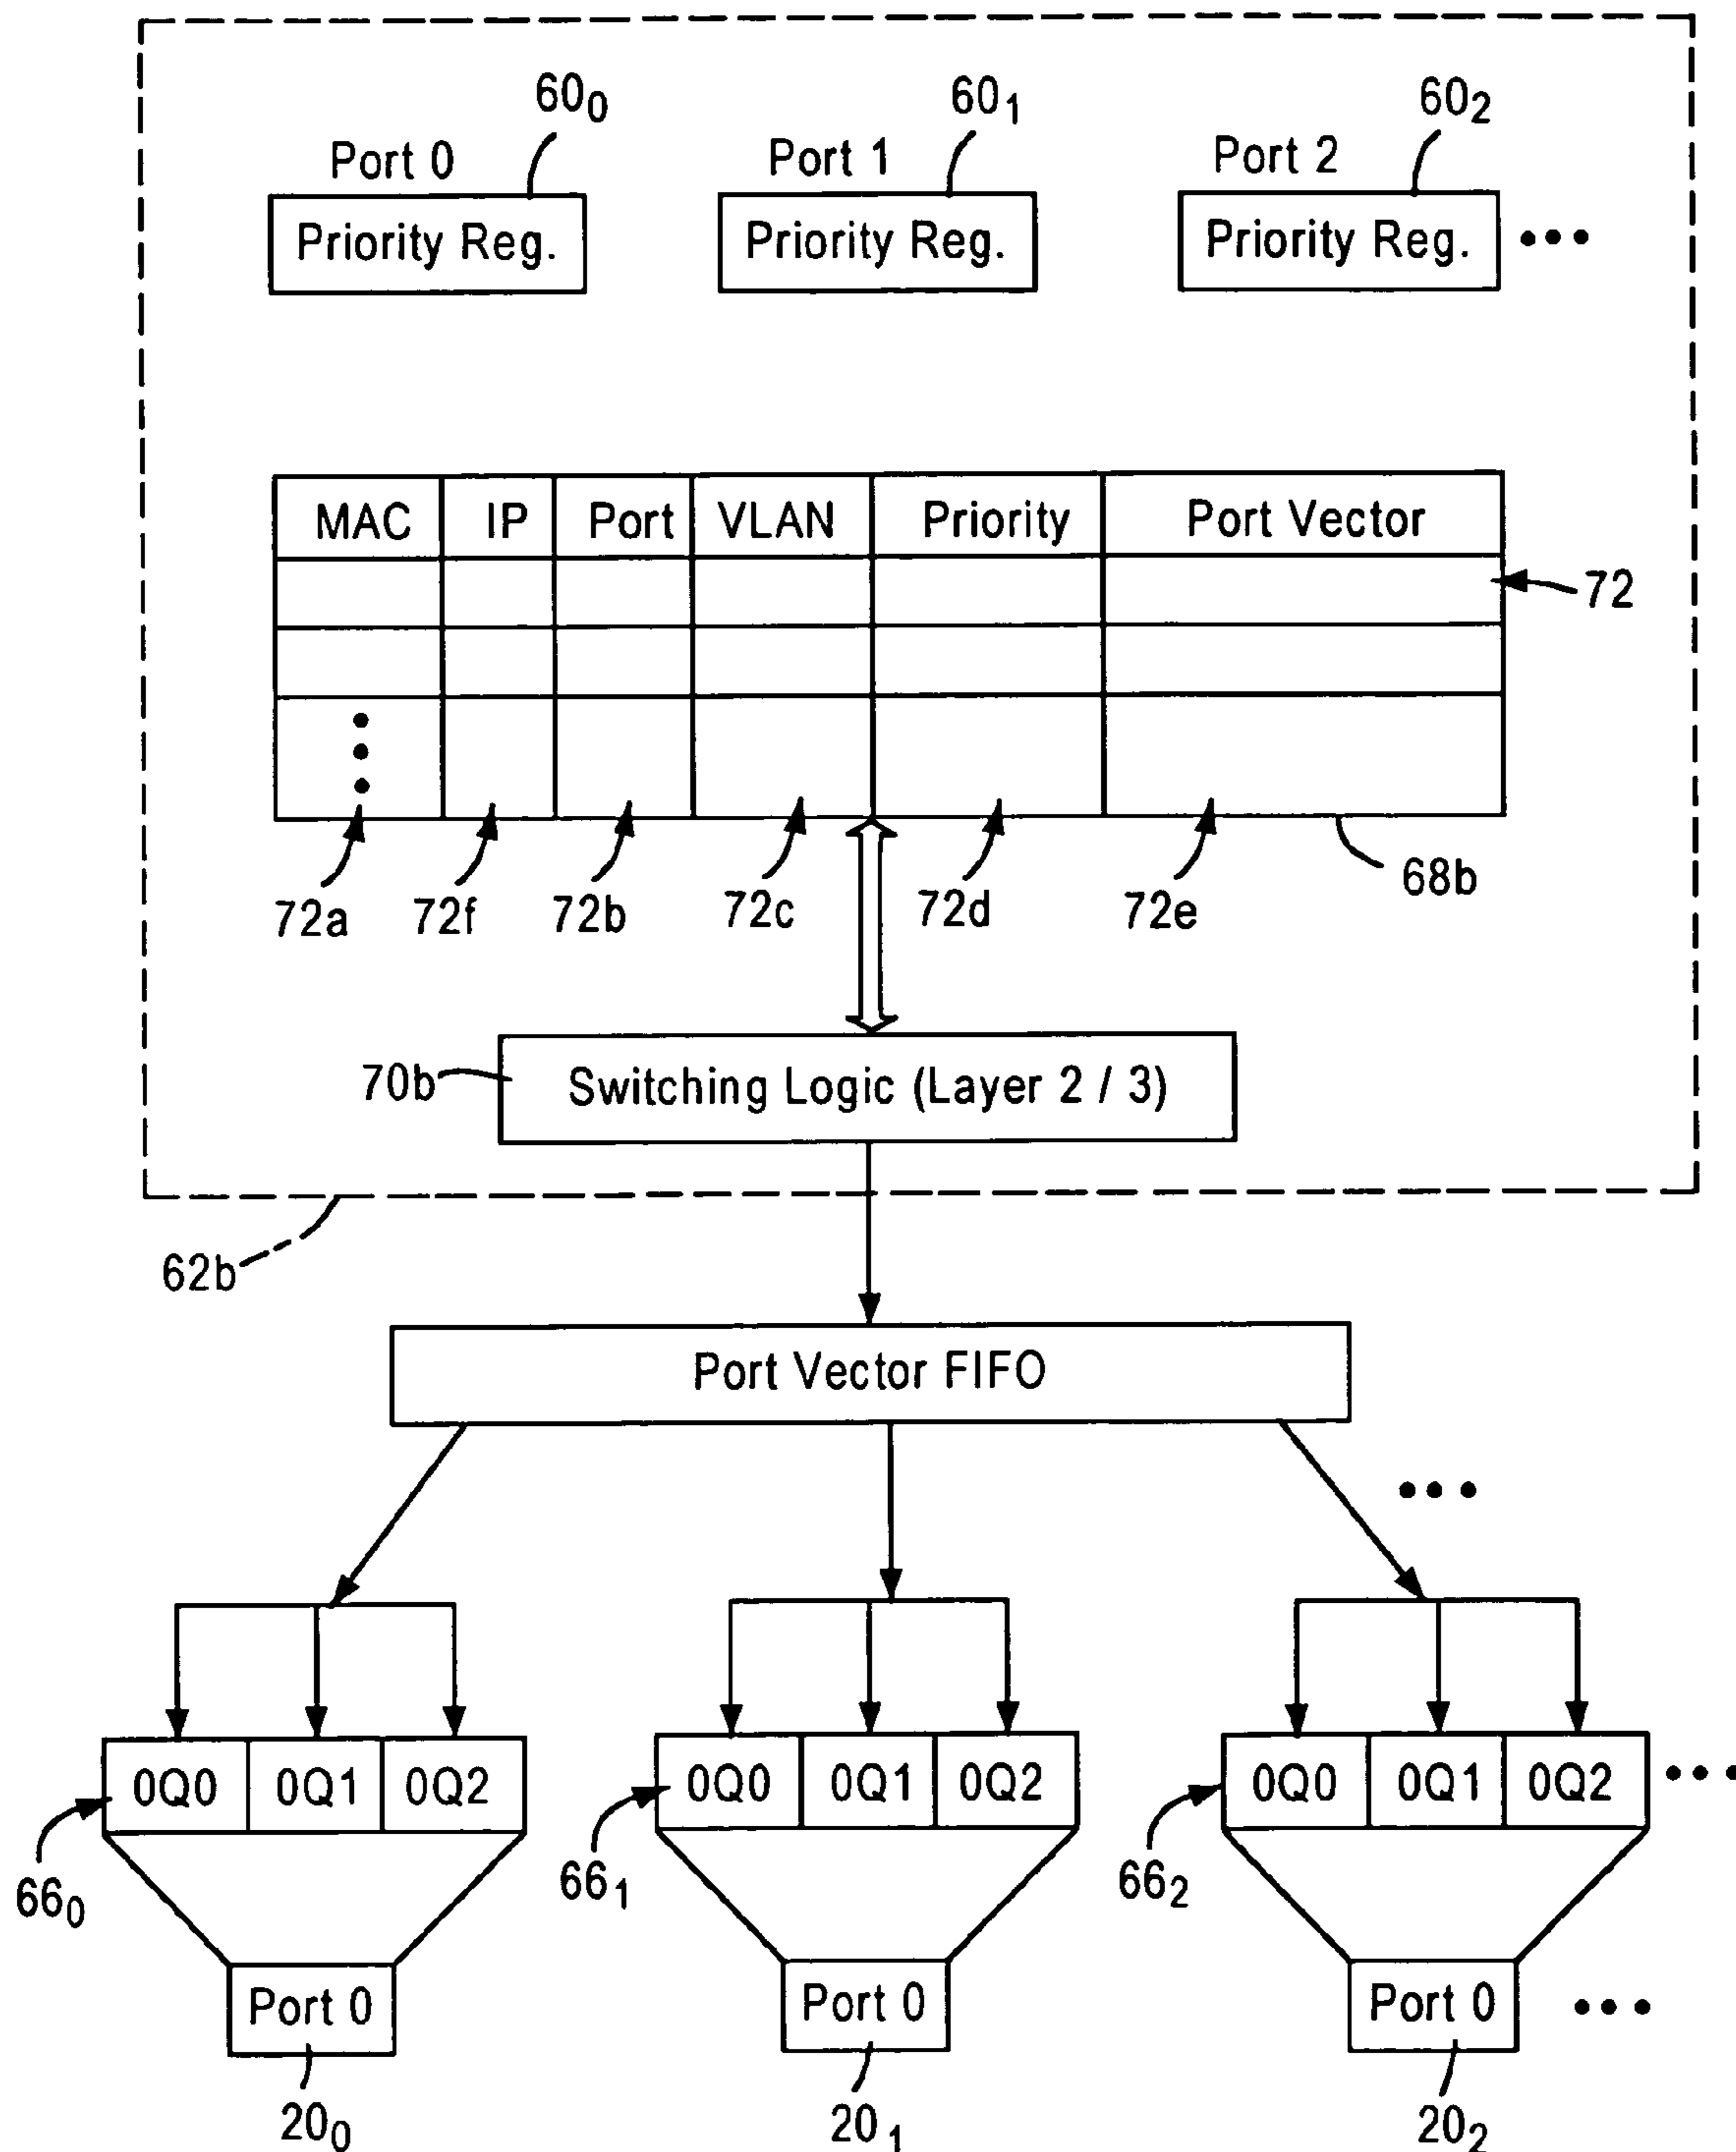 60₀ 60₁ 60₂
Port 0 Port 1 Port 2
Priority Reg. Priority Reg. Priority Reg. •••
MAC IP Port VLAN Priority Port Vector
72
68b
72a 72f 72b 72c 72d 72e
70b Switching Logic (Layer 2 / 3)
62b
Port Vector FIFO
•••
0Q0 0Q1 0Q2 0Q0 0Q1 0Q2 0Q0 0Q1 0Q2 •••
66₀ 66₁ 66₂
Port 0 Port 0 Port 0 •••
20₀ 20₁ 20₂